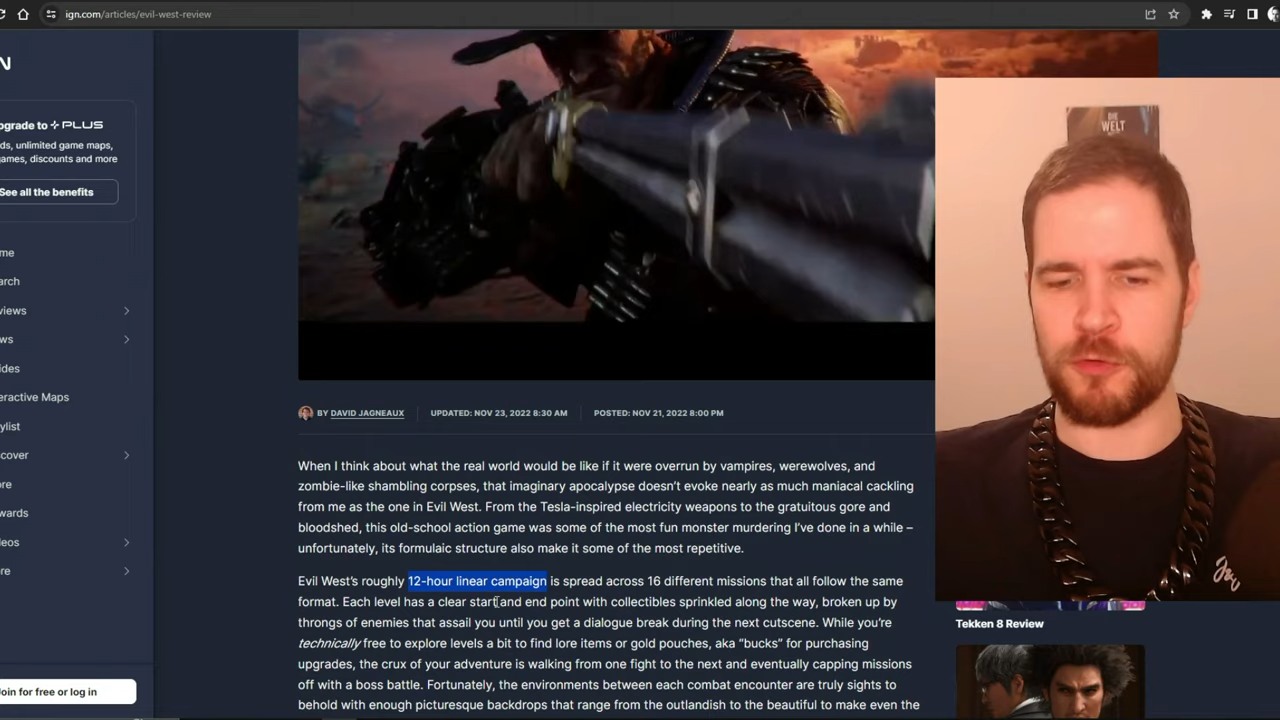 ign.com/articles/evil-west-review
N
pgrade to + PLUS
ds, unlimited game maps,
ames, discounts and more
See all the benefits
me
arch
views
ws
ides
eractive Maps
ylist
scover
re
wards
deos
re
Join for free or log in
DIE
WELT
BY DAVID JAGNEAUX
UPDATED: NOV 23, 2022 8:30 AM
POSTED: NOV 21, 2022 8:00 PM
When I think about what the real world would be like if it were overrun by vampires, werewolves, and
zombie-like shambling corpses, that imaginary apocalypse doesn’t evoke nearly as much maniacal cackling
from me as the one in Evil West. From the Tesla-inspired electricity weapons to the gratuitous gore and
bloodshed, this old-school action game was some of the most fun monster murdering I’ve done in a while –
unfortunately, its formulaic structure also make it some of the most repetitive.
Evil West’s roughly 12-hour linear campaign is spread across 16 different missions that all follow the same
format. Each level has a clear start and end point with collectibles sprinkled along the way, broken up by
throngs of enemies that assail you until you get a dialogue break during the next cutscene. While you’re
technically free to explore levels a bit to find lore items or gold pouches, aka “bucks” for purchasing
upgrades, the crux of your adventure is walking from one fight to the next and eventually capping missions
off with a boss battle. Fortunately, the environments between each combat encounter are truly sights to
behold with enough picturesque backdrops that range from the outlandish to the beautiful to make even the
Tekken 8 Review